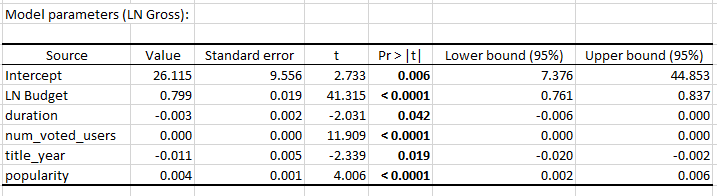 Model parameters (LN Gross):
Source Value Standard error t Pr > |t| Lower bound (95%) Upper bound (95%)
Intercept 26.115 9.556 2.733 0.006 7.376 44.853
LN Budget 0.799 0.019 41.315 < 0.0001 0.761 0.837
duration -0.003 0.002 -2.031 0.042 -0.006 0.000
num_voted_users 0.000 0.000 11.909 < 0.0001 0.000 0.000
title_year -0.011 0.005 -2.339 0.019 -0.020 -0.002
popularity 0.004 0.001 4.006 < 0.0001 0.002 0.006